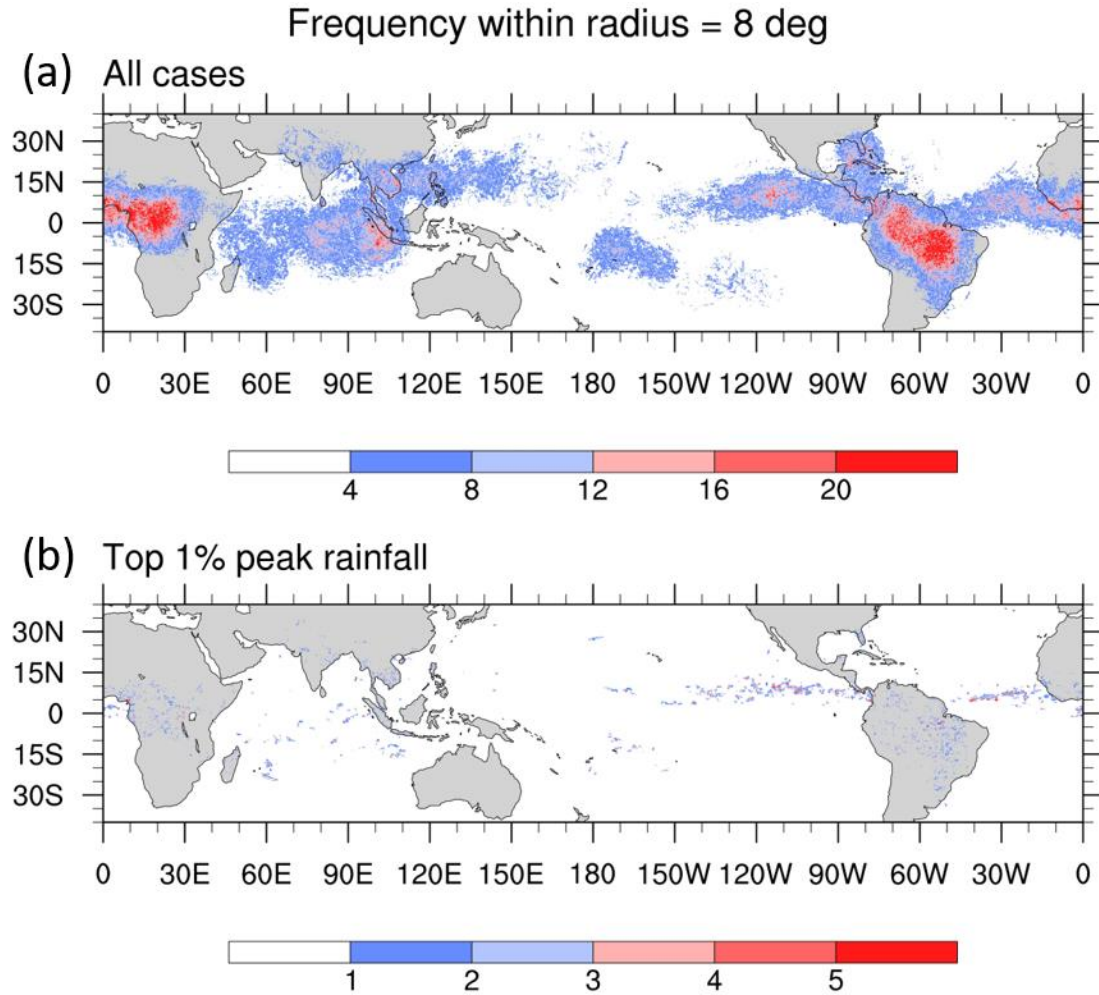 Frequency within radius = 8 deg
(a) All cases
30N
15N
0
15S
30S
0 30E 60E 90E 120E 150E 180 150W 120W 90W 60W 30W 0
4 8 12 16 20
(b) Top 1% peak rainfall
30N
15N
0
15S
30S
0 30E 60E 90E 120E 150E 180 150W 120W 90W 60W 30W 0
1 2 3 4 5